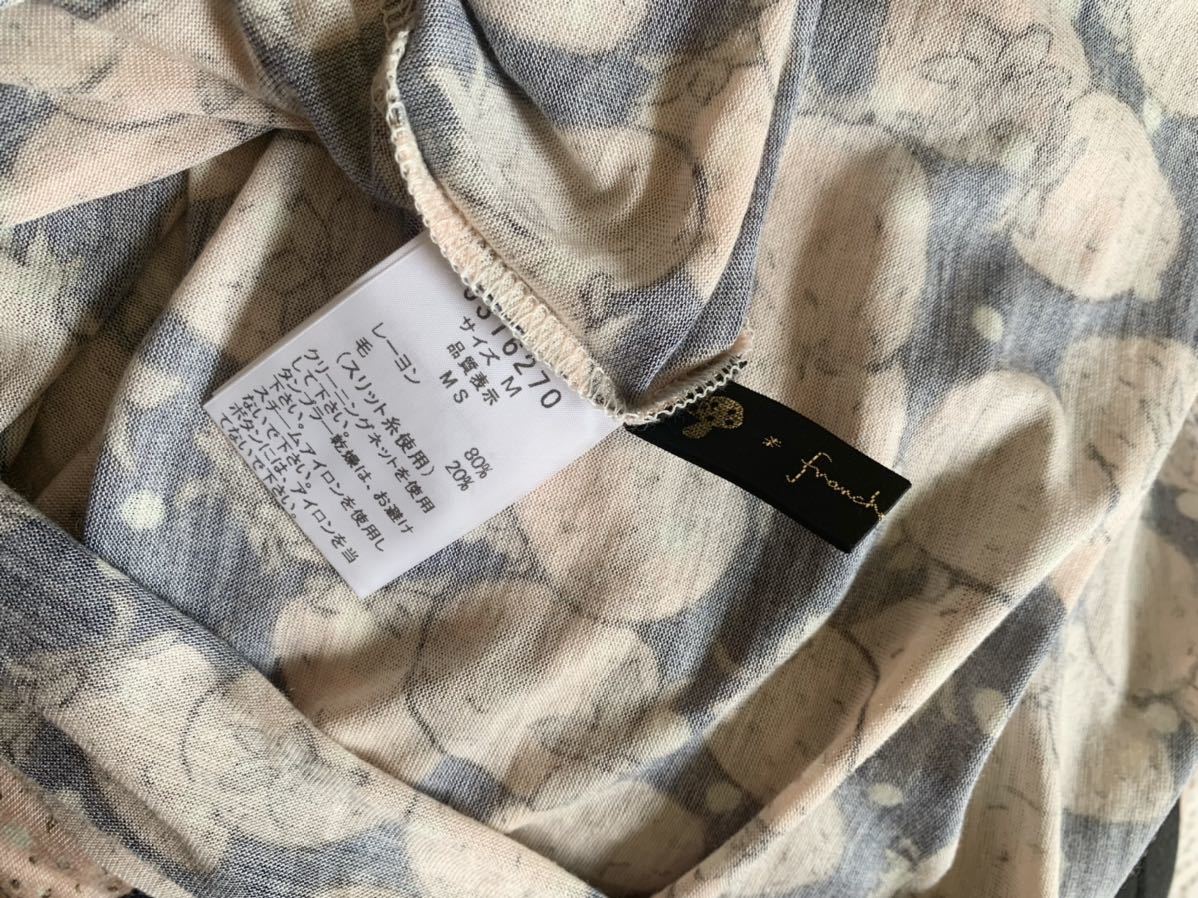 516270
サイズ M
品質表示
MS
レーヨン 80%
毛 20%
(スリット糸使用)
クリーニングネットを使用
して下さい。
タンブラー乾燥は、お避け
下さい。
スチームアイロンを使用し
ないで下さい。
ボタンには、アイロンを当
てないで下さい。
* franch